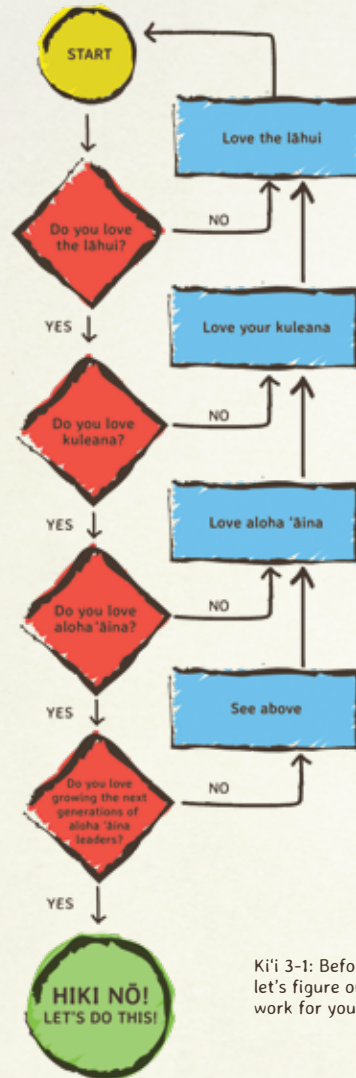 START
Love the lāhui
Do you love
the lāhui?
NO
YES
Love your kuleana
Do you love
kuleana?
NO
YES
Love aloha ʻāina
Do you love
aloha ʻāina?
NO
YES
See above
Do you love
growing the next
generations of
aloha ʻāina
leaders?
NO
YES
HIKI NŌ!
LET'S DO THIS!
Kiʻi 3-1:
let's figure
work for you